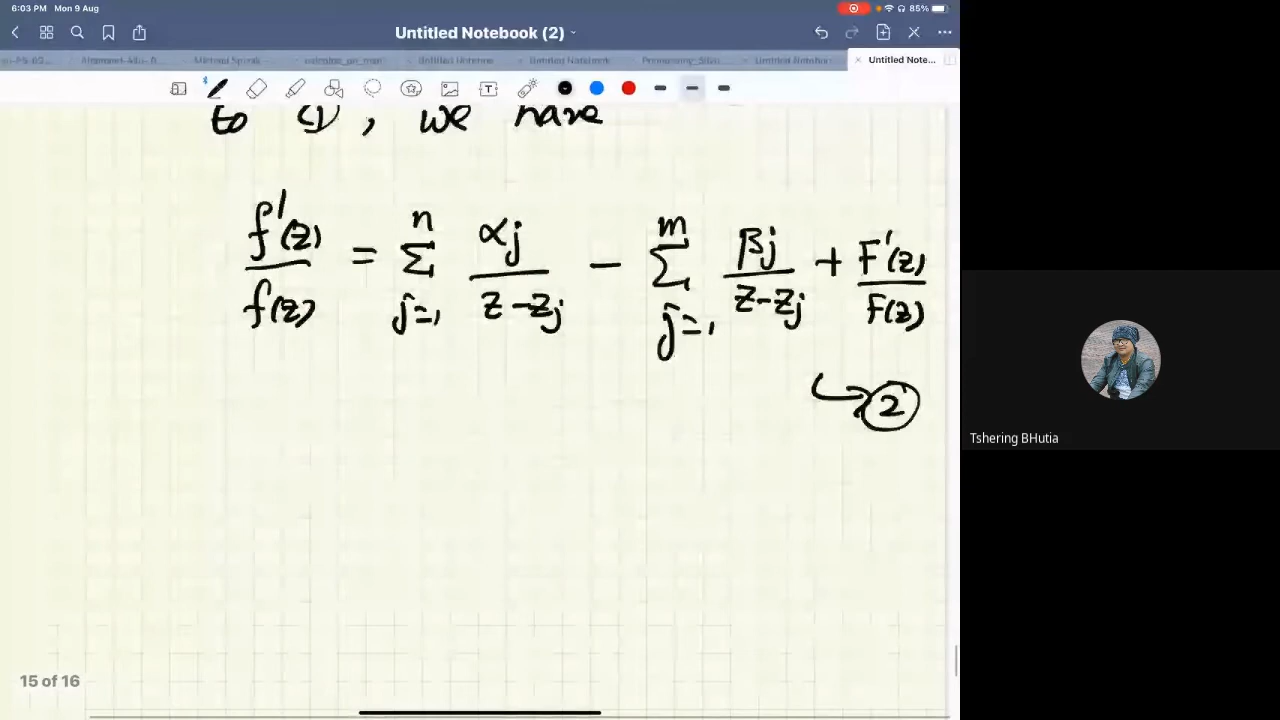 6:03 PM Mon 9 Aug
85%
Untitled Notebook (2)
Untitled Note...
to (1), we have
f'(z)/f(z) = Σ_{j=1}^{n} αj/(z-zj) - Σ_{j=1}^{m} βj/(z-zj) + F'(z)/F(z)
↳ ②
Tshering BHutia
15 of 16